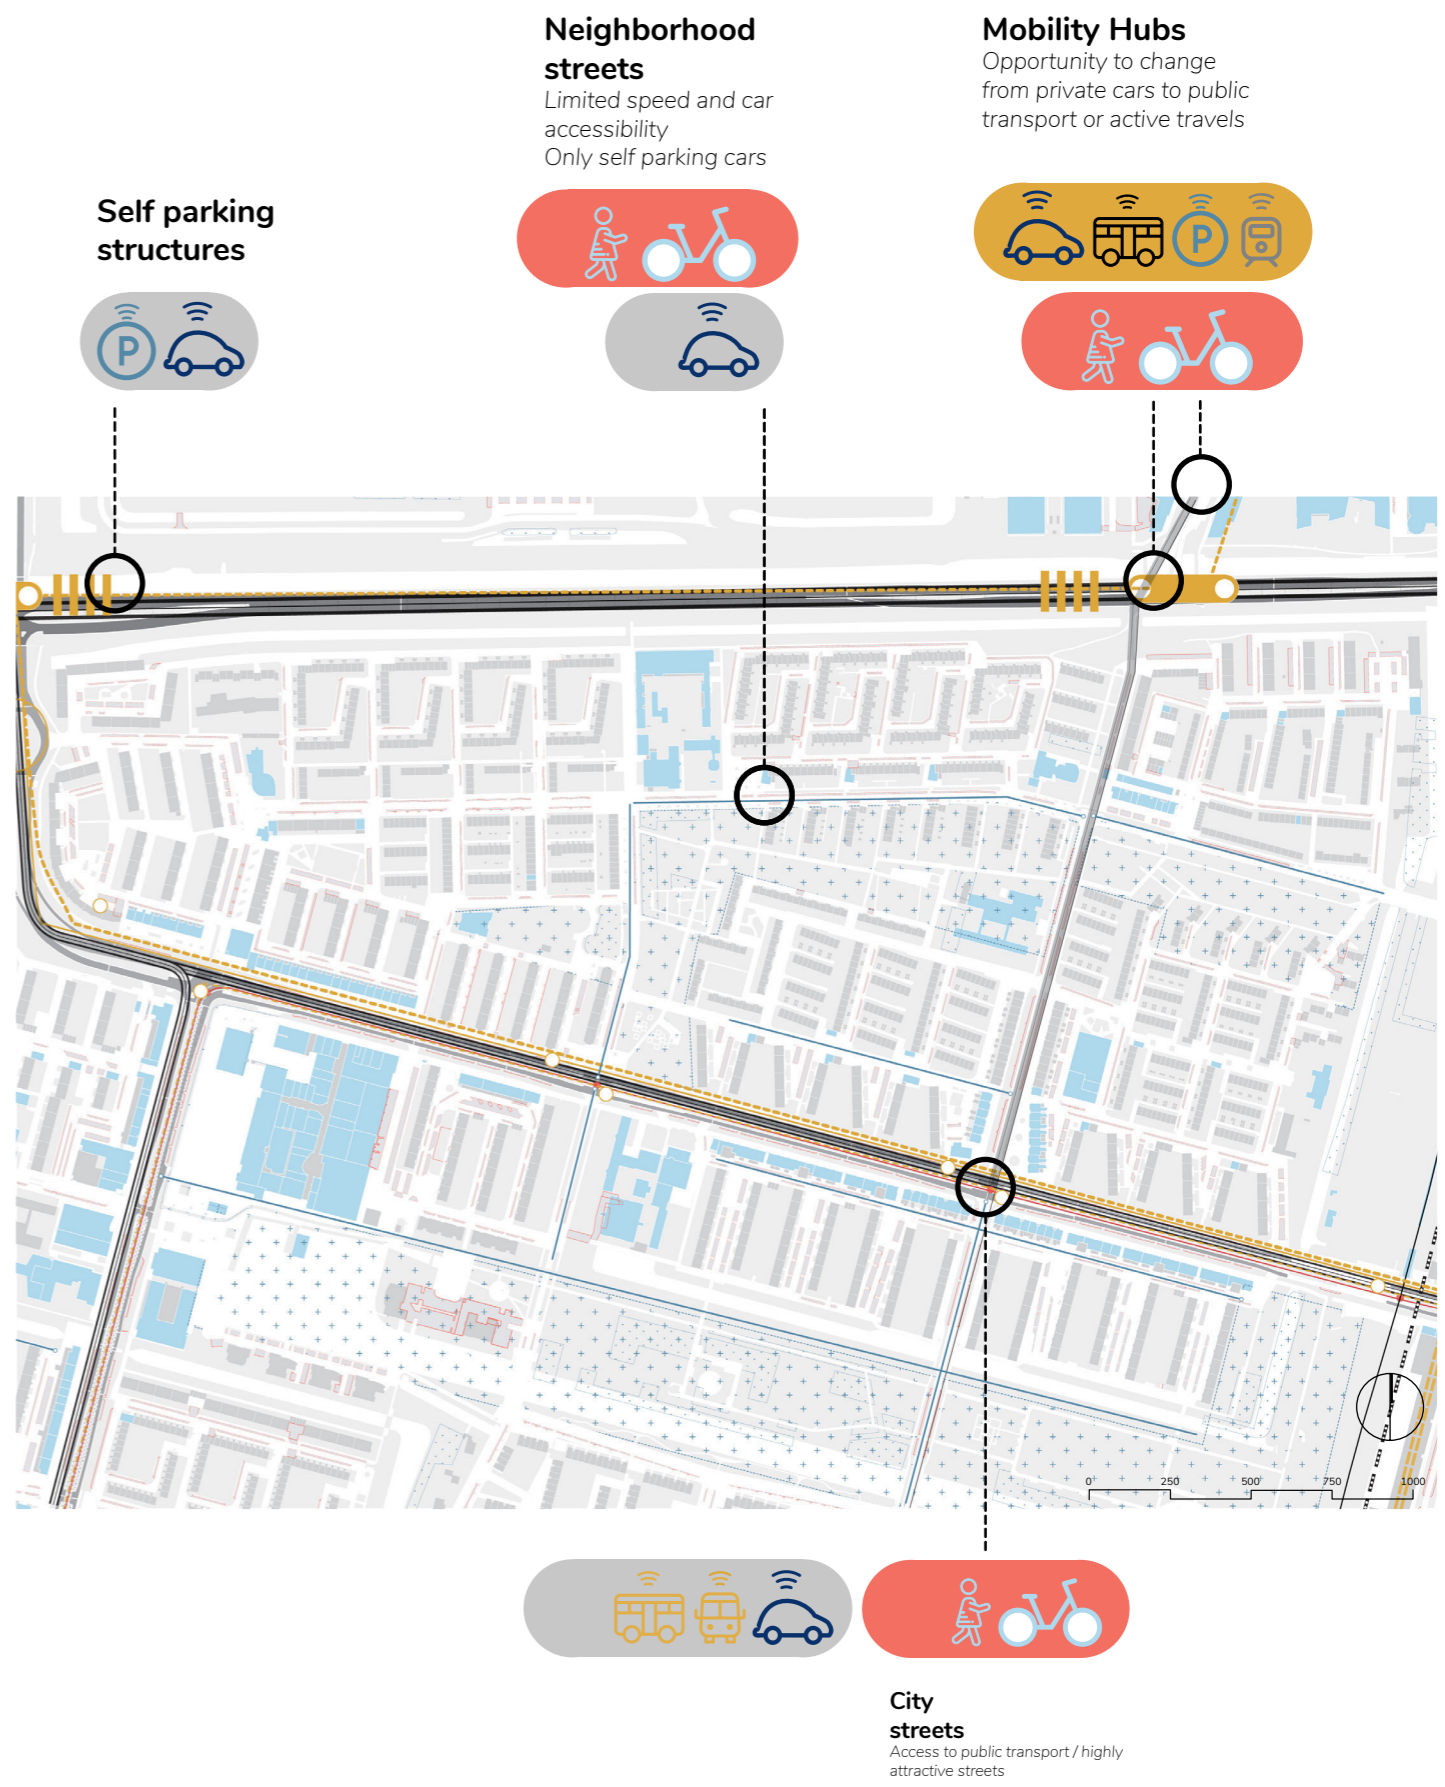 Neighborhood
streets
Limited speed and car
accessibility
Only self parking cars
Mobility Hubs
Opportunity to change
from private cars to public
transport or active travels
Self parking
structures
P
P
0 250 500 750 1000
City
streets
Access to public transport / highly
attractive streets